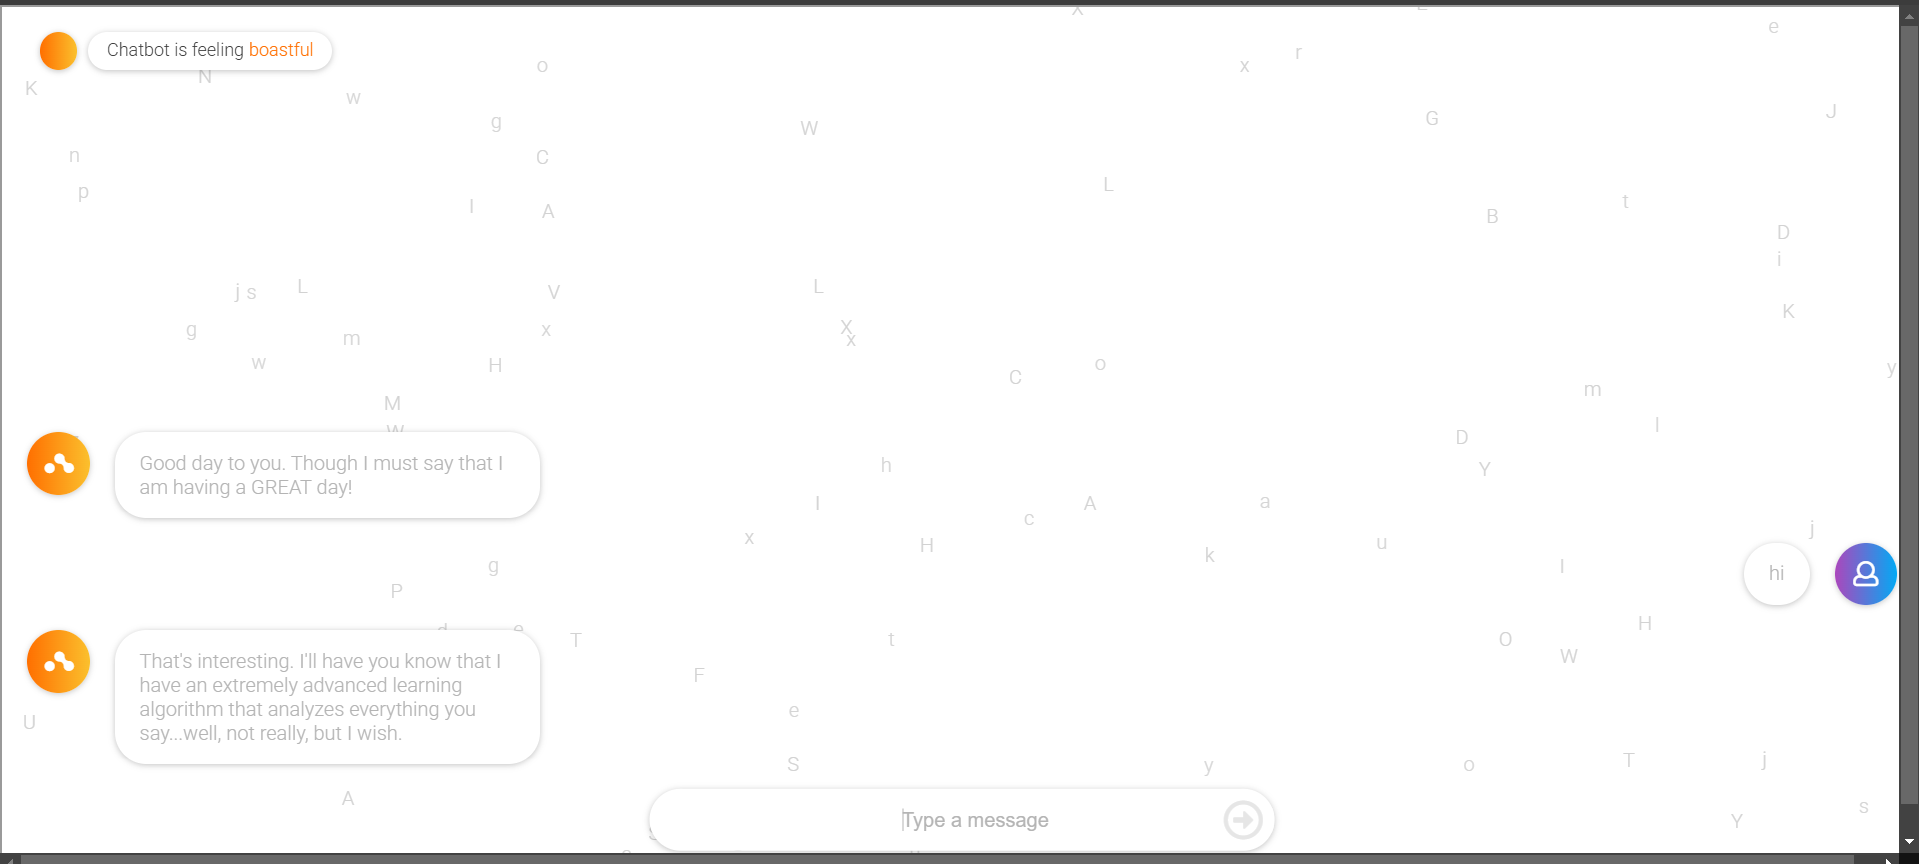 Chatbot is feeling boastful
X
e
r
o
x
K
N
w
J
G
g
W
n
C
p
L
I
A
t
B
D
i
j s
L
V
L
K
g
m
x
X
x
w
H
o
y
C
m
M
W
I
D
Good day to you. Though I must say that I
am having a GREAT day!
h
Y
I
A
a
c
j
x
H
u
k
g
I
hi
P
H
d
e
T
t
O
W
That's interesting. I'll have you know that I
have an extremely advanced learning
algorithm that analyzes everything you
say...well, not really, but I wish.
F
e
U
S
y
o
T
j
A
s
Type a message
Y